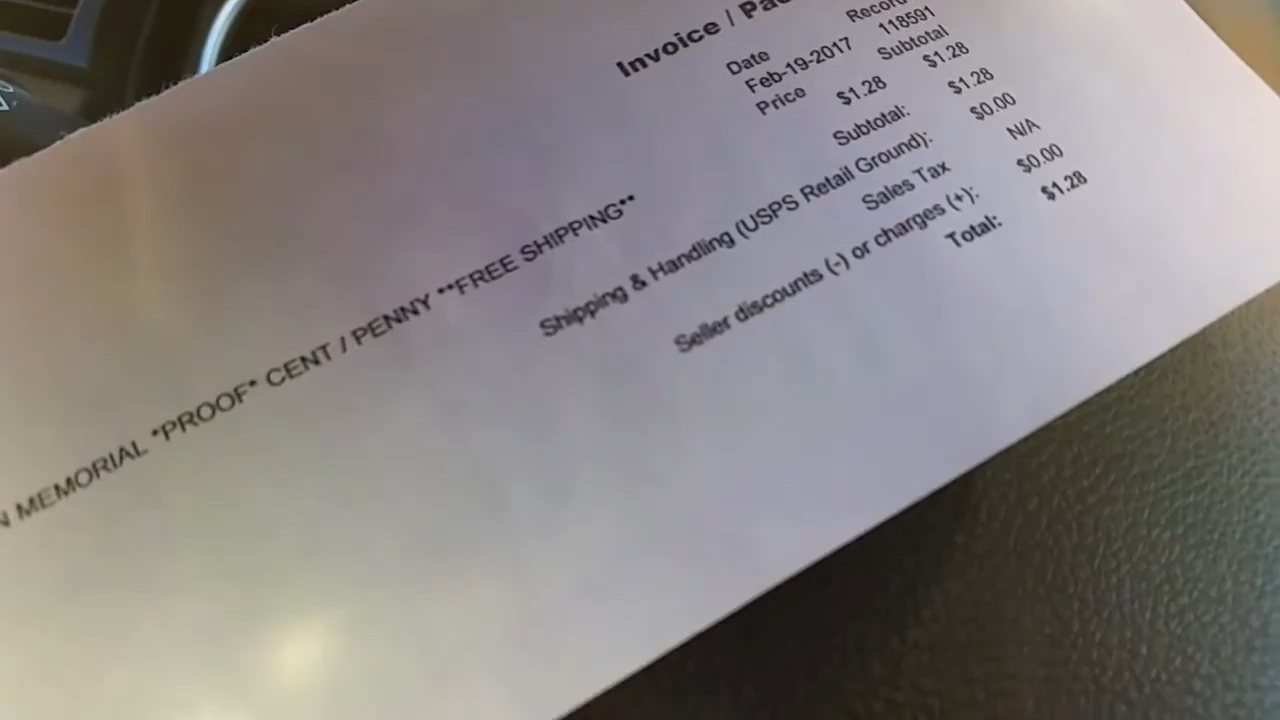 Invoice /
Date
Feb-19-2017 118591
Price Subtotal
$1.28 $1.28
Subtotal: $1.28
Shipping & Handling (USPS Retail Ground): $0.00
Sales Tax N/A
Seller discounts (-) or charges (+): $0.00
Total: $1.28
MEMORIAL *PROOF* CENT / PENNY **FREE SHIPPING**